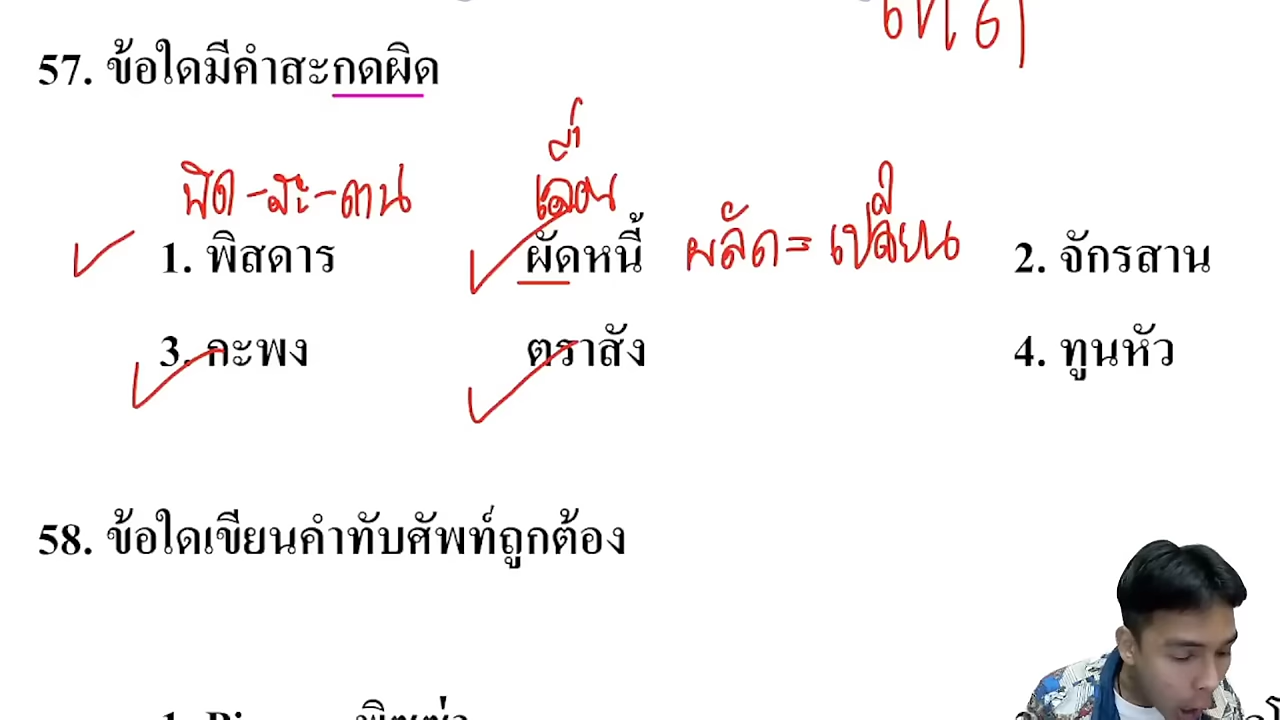 57. ข้อใดมีคำสะกดผิด
พิด-สะ-ดาน เลื่อน
1. พิสดาร ผัดหนี้ ผลัด = เปลี่ยน 2. จักรสาน
3. กะพง ตราสัง 4. ทูนหัว
58. ข้อใดเขียนคำทับศัพท์ถูกต้อง